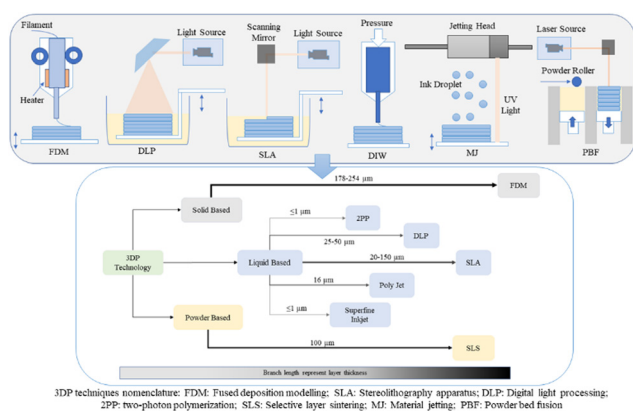 Filament
Heater
FDM
Light Source
DLP
Scanning
Mirror
Light Source
SLA
Pressure
DIW
Jetting Head
Ink Droplet
UV
Light
MJ
Laser Source
Powder Roller
PBF
178-254 μm
Solid Based
FDM
≤1 μm
2PP
25-50 μm
DLP
3DP
Technology
Liquid Based
20-150 μm
SLA
16 μm
Poly Jet
≤1 μm
Superfine
Inkjet
Powder Based
100 μm
SLS
Branch length represent layer thickness
3DP techniques nomenclature: FDM: Fused deposition modelling; SLA: Stereolithography apparatus; DLP: Digital light processing;
2PP: two-photon polymerization; SLS: Selective layer sintering; MJ: Material jetting; PBF: Powder bed fusion